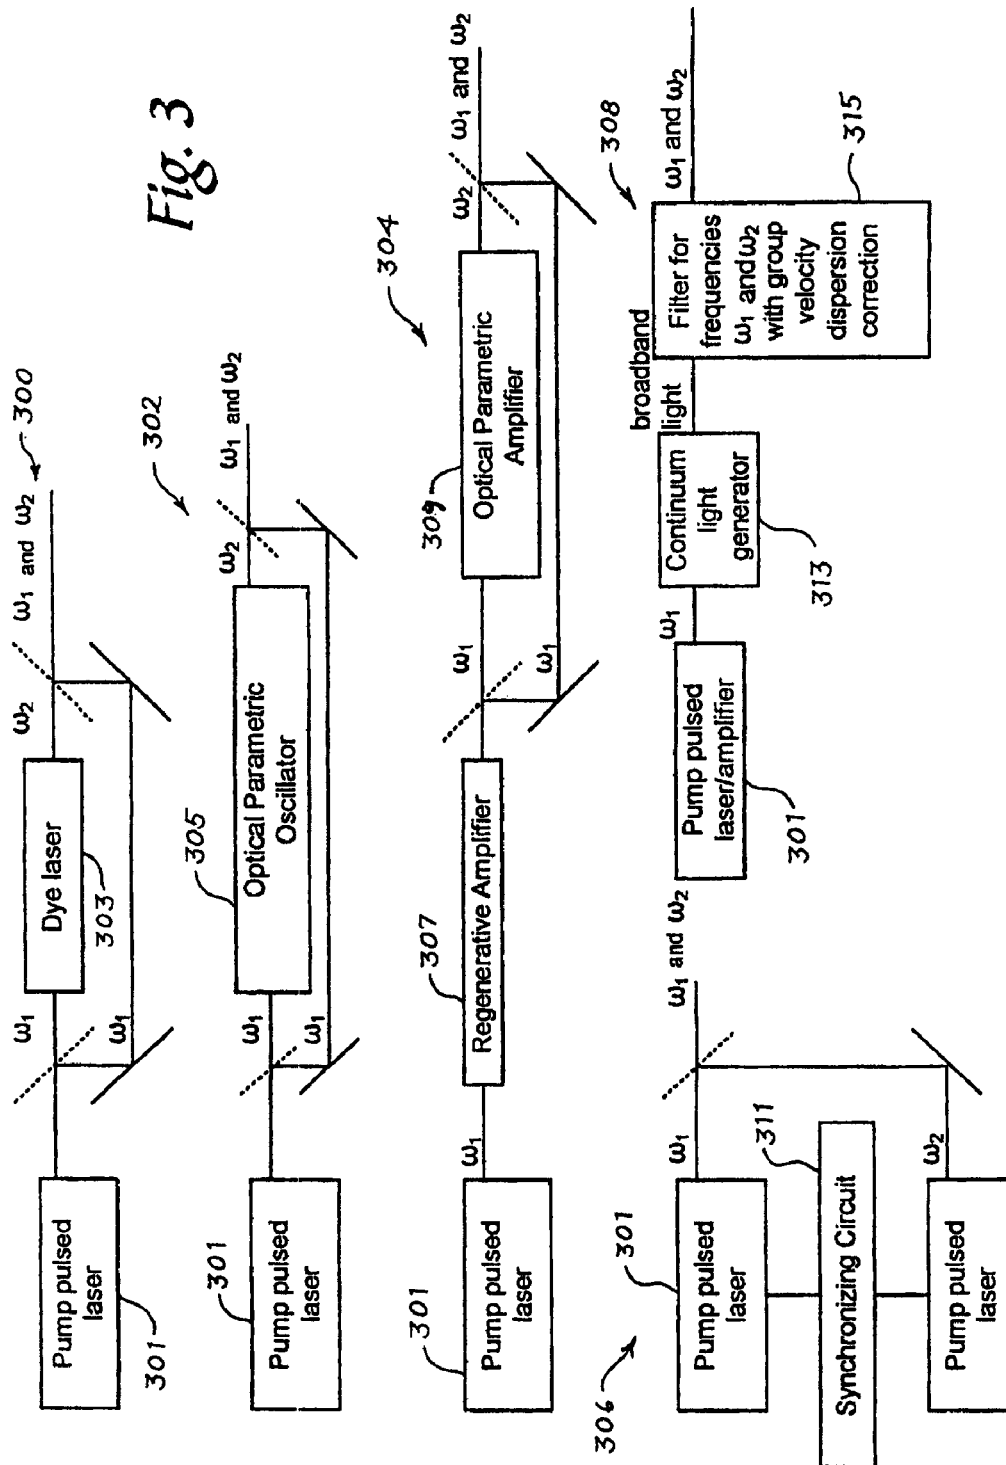 Fig. 3
300
Pump pulsed
laser
301
ω1
ω1
Dye laser
303
ω2
ω1 and ω2
302
Pump pulsed
laser
301
ω1
ω1
Optical Parametric
Oscillator
305
ω2
ω1 and ω2
304
Pump pulsed
laser
301
ω1
Regenerative Amplifier
307
ω1
ω1
Optical Parametric
Amplifier
309
ω2
ω1 and ω2
306
Pump pulsed
laser
301
ω1
ω1 and ω2
Synchronizing Circuit
311
Pump pulsed
laser
ω2
308
Pump pulsed
laser/amplifier
301
ω1
Continuum
light
generator
313
broadband
light
Filter for
frequencies
ω1 and ω2
with group
velocity
dispersion
correction
315
ω1 and ω2